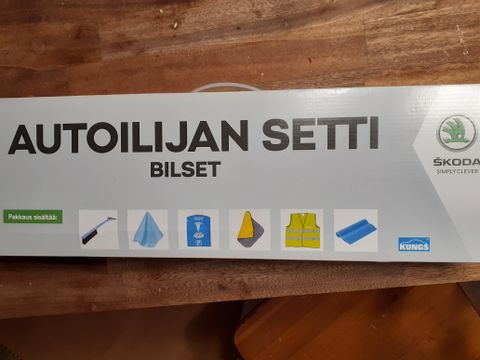 AUTOILIJAN SETTI
BILSET
ŠKODA
SIMPLY CLEVER
Pakkaus sisältää:
P
KUNGS